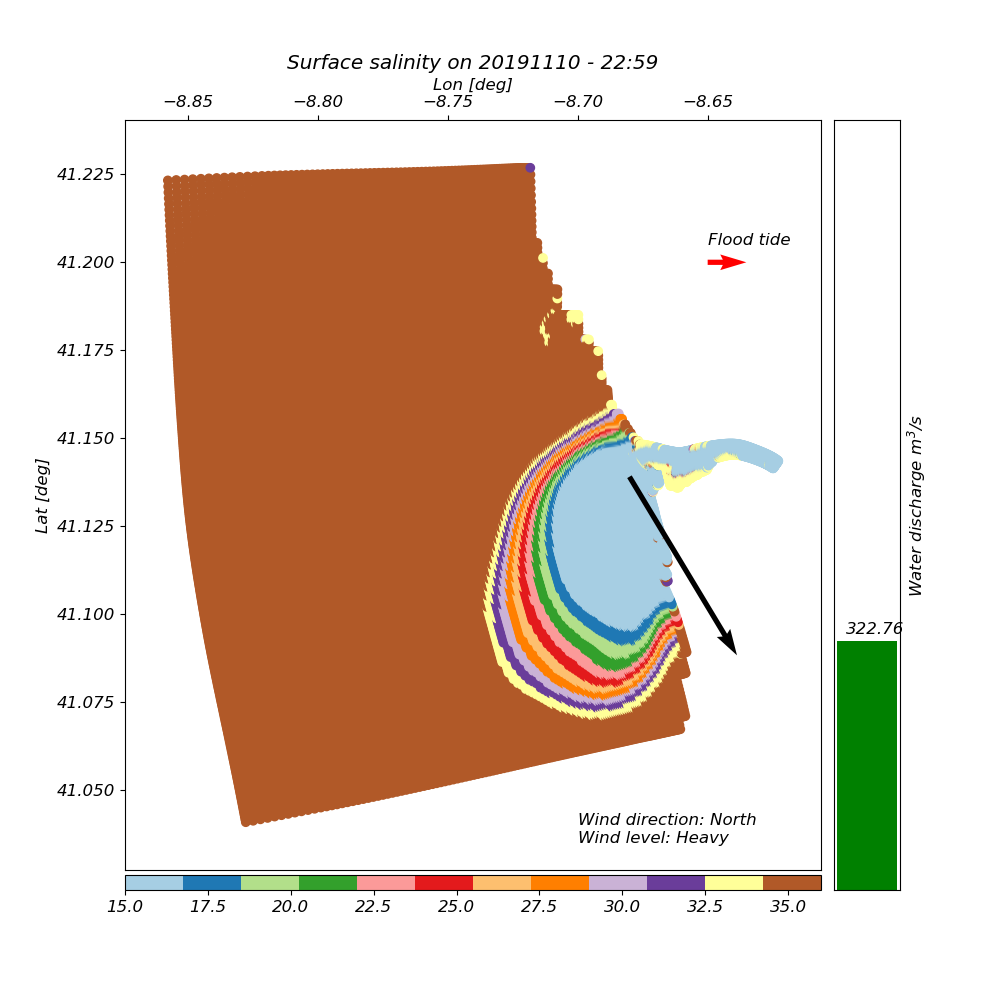 Surface salinity on 20191110 - 22:59
Lon [deg]
−8.85 −8.80 −8.75 −8.70 −8.65
41.225
41.200
41.175
41.150
41.125
41.100
41.075
41.050
Lat [deg]
Flood tide
Wind direction: North
Wind level: Heavy
322.76
Water discharge m³/s
15.0 17.5 20.0 22.5 25.0 27.5 30.0 32.5 35.0